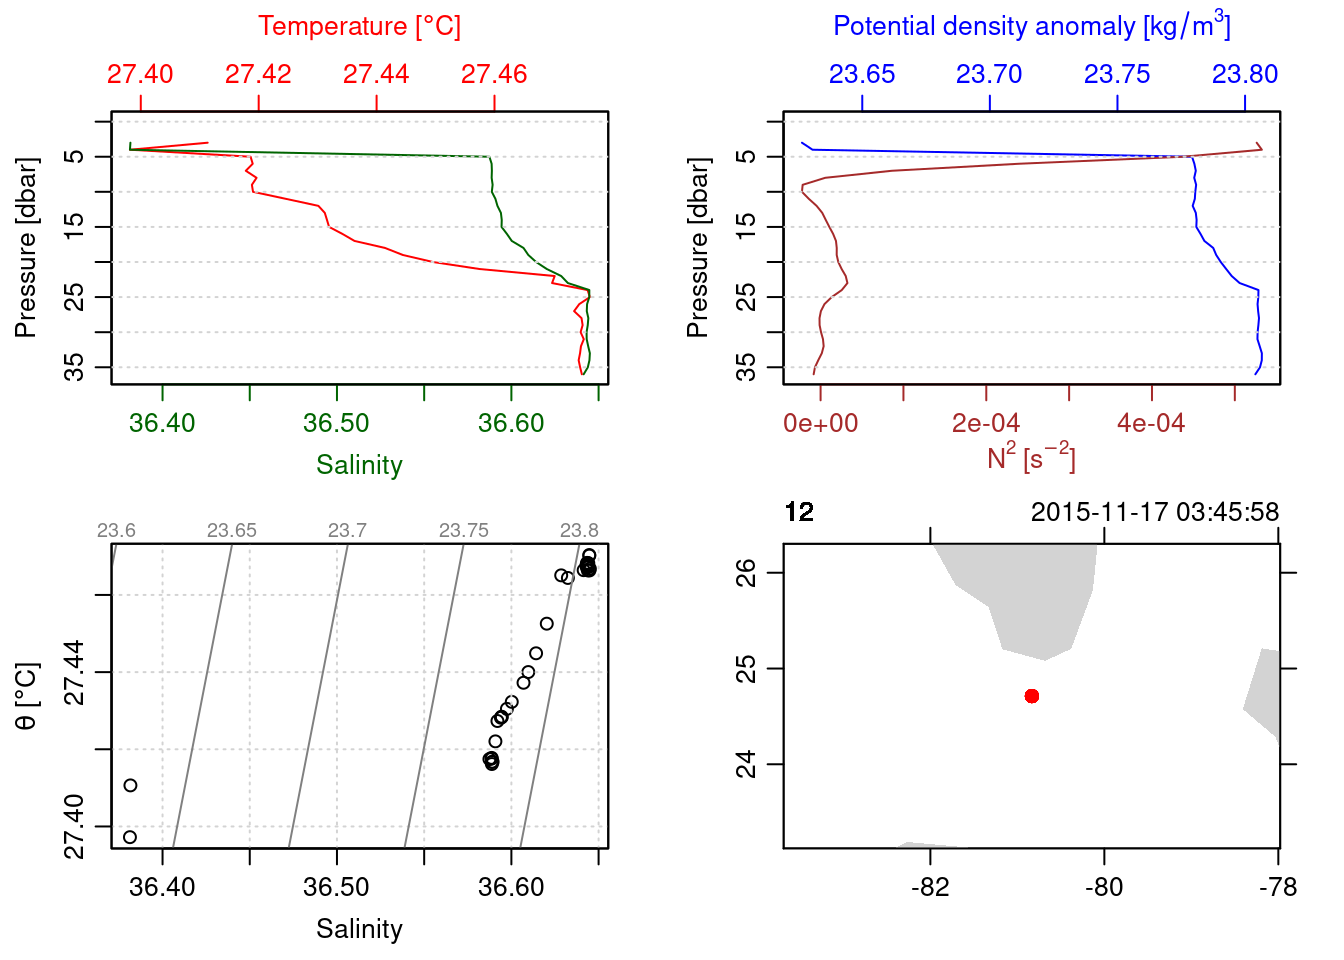 Temperature [°C]
27.40 27.42 27.44 27.46
Pressure [dbar]
5
15
25
35
36.40 36.50 36.60
Salinity
Potential density anomaly [kg/m³]
23.65 23.70 23.75 23.80
Pressure [dbar]
5
15
25
35
0e+00 2e-04 4e-04
N² [s⁻²]
23.6 23.65 23.7 23.75 23.8
θ [°C]
27.44
27.40
36.40 36.50 36.60
Salinity
12 2015-11-17 03:45:58
26
25
24
-82 -80 -78